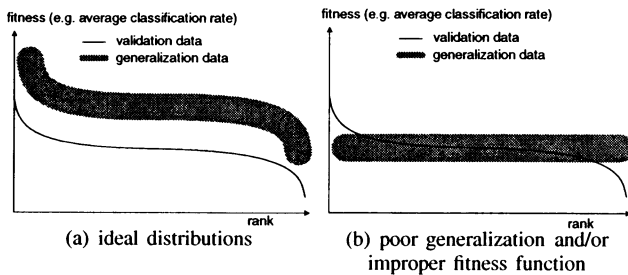 fitness (e.g. average classification rate)
validation data
generalization data
rank
(a) ideal distributions
fitness (e.g. average classification rate)
validation data
generalization data
rank
(b) poor generalization and/or
improper fitness function